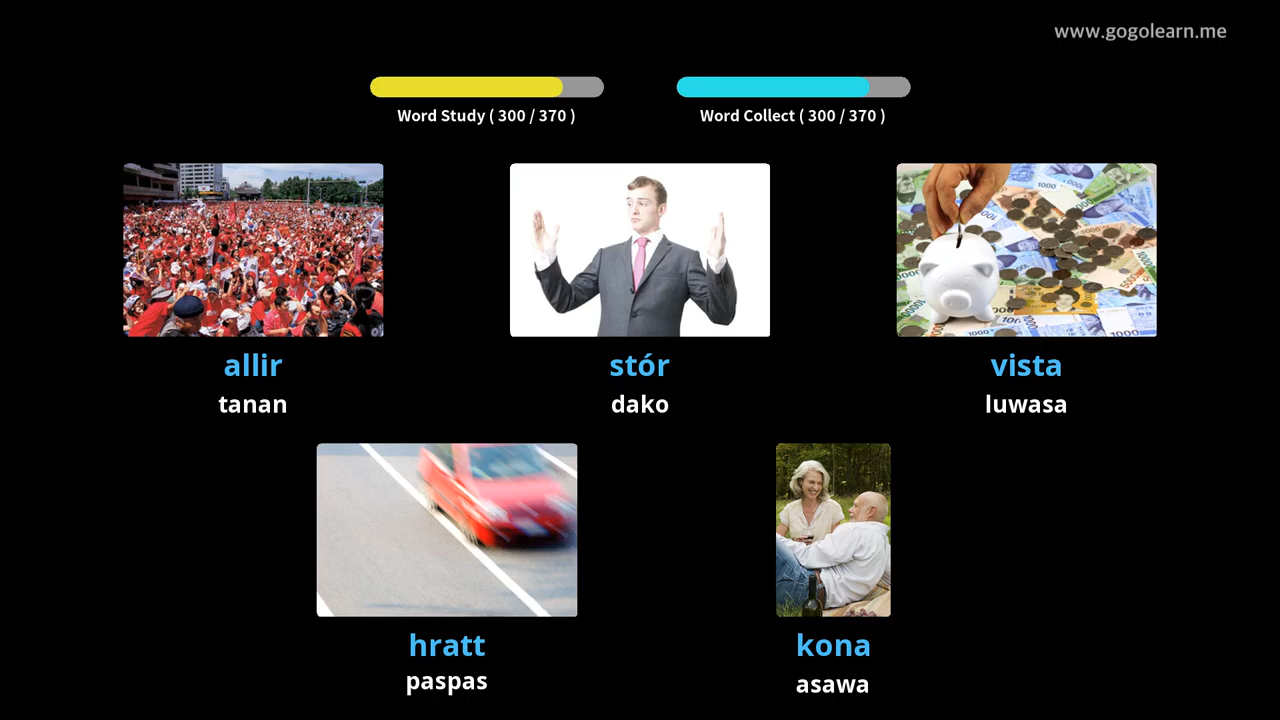 www.gogolearn.me
Word Study ( 300 / 370 )
Word Collect ( 300 / 370 )
allir
tanan
stór
dako
vista
luwasa
hratt
paspas
kona
asawa